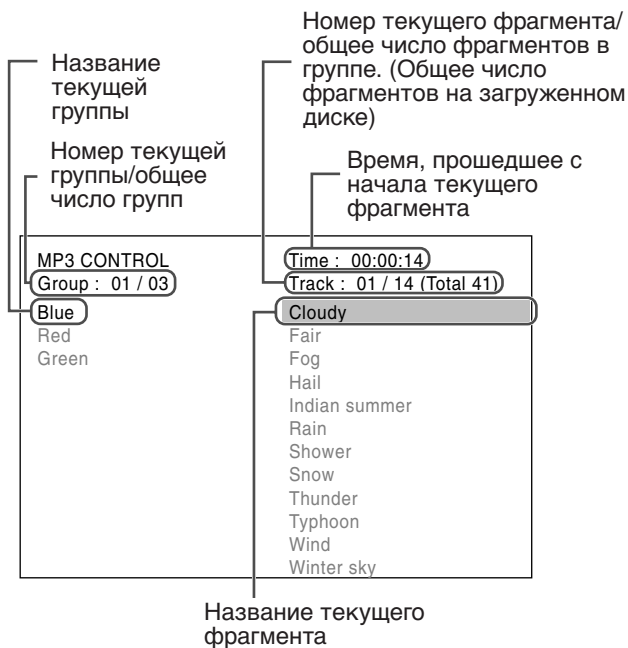 Номер текущего фрагмента/
общее число фрагментов в
группе. (Общее число
фрагментов на загруженном
диске)
Название
текущей
группы
Номер текущей
группы/общее
число групп
Время, прошедшее с
начала текущего
фрагмента
MP3 CONTROL
Group : 01 / 03
Blue
Red
Green
Time : 00:00:14
Track : 01 / 14 (Total 41)
Cloudy
Fair
Fog
Hail
Indian summer
Rain
Shower
Snow
Thunder
Typhoon
Wind
Winter sky
Название текущего
фрагмента